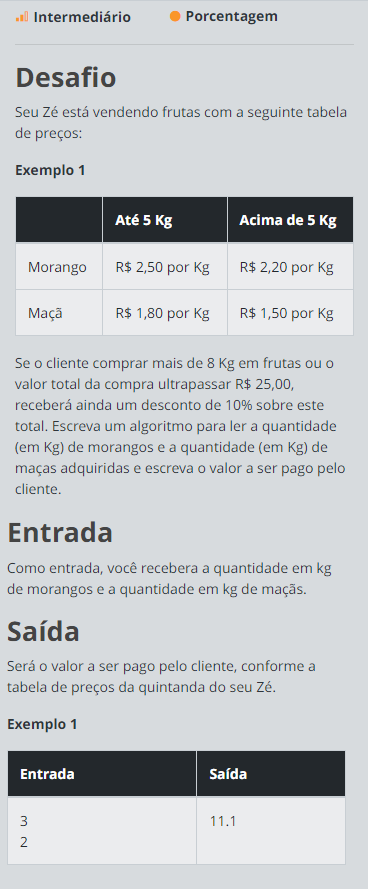 Intermediário Porcentagem
Desafio
Seu Zé está vendendo frutas com a seguinte tabela
de preços:
Exemplo 1
Até 5 Kg Acima de 5 Kg
Morango R$ 2,50 por Kg R$ 2,20 por Kg
Maçã R$ 1,80 por Kg R$ 1,50 por Kg
Se o cliente comprar mais de 8 Kg em frutas ou o
valor total da compra ultrapassar R$ 25,00,
receberá ainda um desconto de 10% sobre este
total. Escreva um algoritmo para ler a quantidade
(em Kg) de morangos e a quantidade (em Kg) de
maças adquiridas e escreva o valor a ser pago pelo
cliente.
Entrada
Como entrada, você recebera a quantidade em kg
de morangos e a quantidade em kg de maçãs.
Saída
Será o valor a ser pago pelo cliente, conforme a
tabela de preços da quintanda do seu Zé.
Exemplo 1
Entrada Saída
3 11.1
2